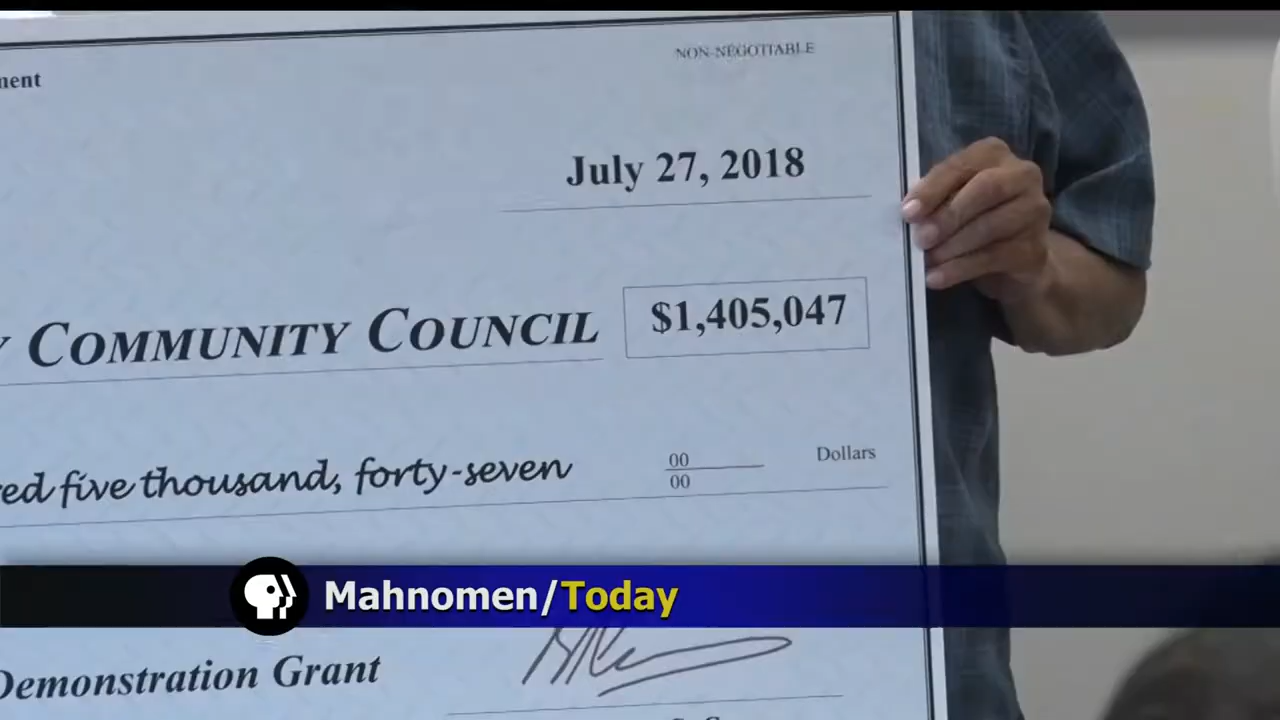 NON-NEGOTIABLE
ment
July 27, 2018
COMMUNITY COUNCIL $1,405,047
red five thousand, forty-seven 00 Dollars
00
Mahnomen/Today
Demonstration Grant